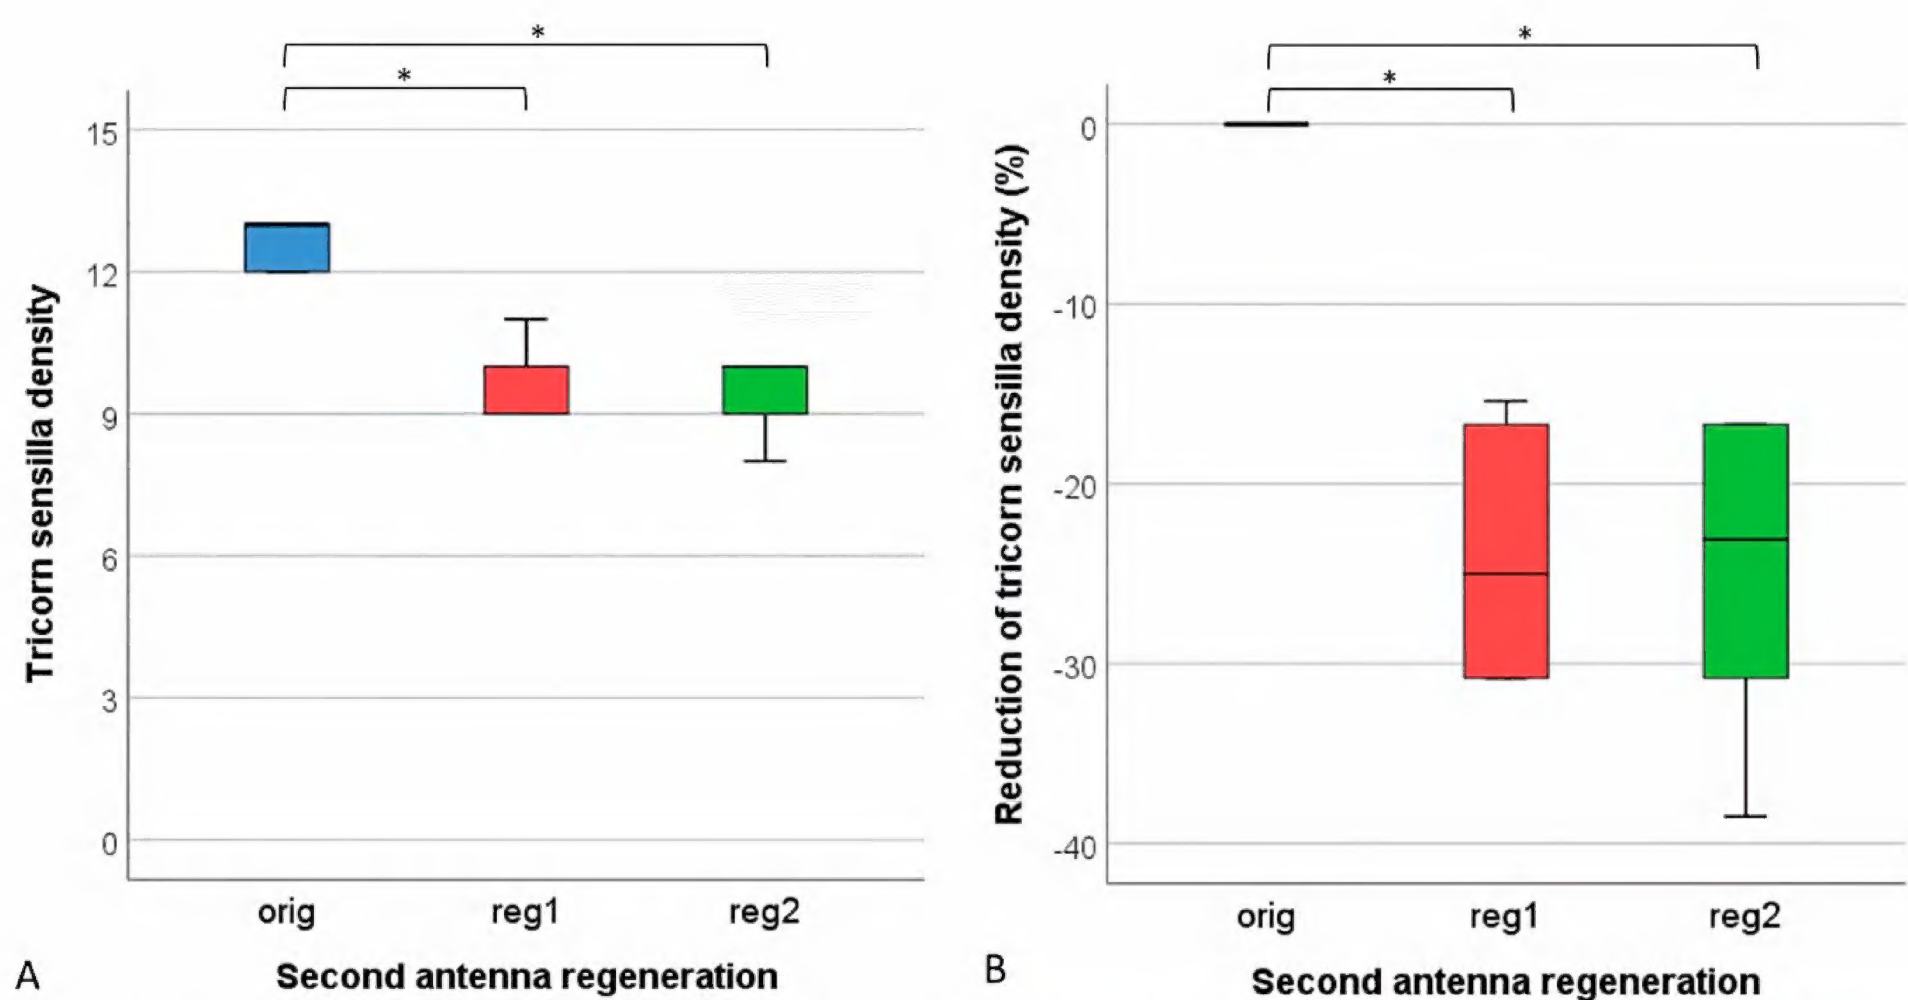 *
*
Tricorn sensilla density
15
12
9
6
3
0
orig reg1 reg2
Second antenna regeneration
A
*
*
Reduction of tricorn sensilla density (%)
0
-10
-20
-30
-40
orig reg1 reg2
Second antenna regeneration
B